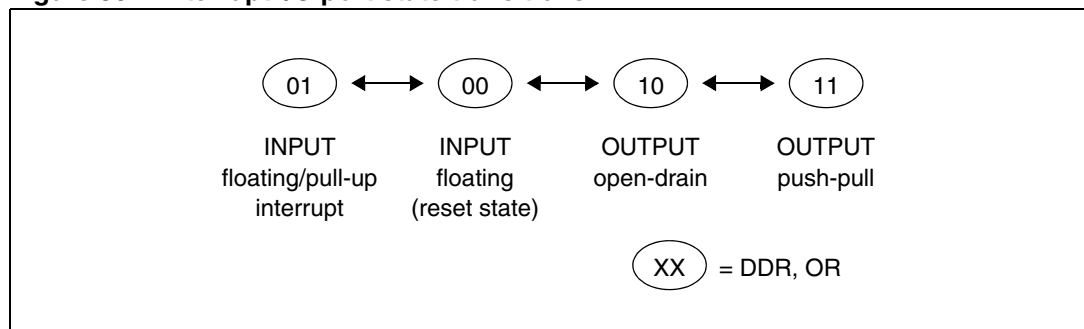 01 00 10 11
INPUT INPUT OUTPUT OUTPUT
floating/pull-up floating open-drain push-pull
interrupt (reset state)
XX = DDR, OR